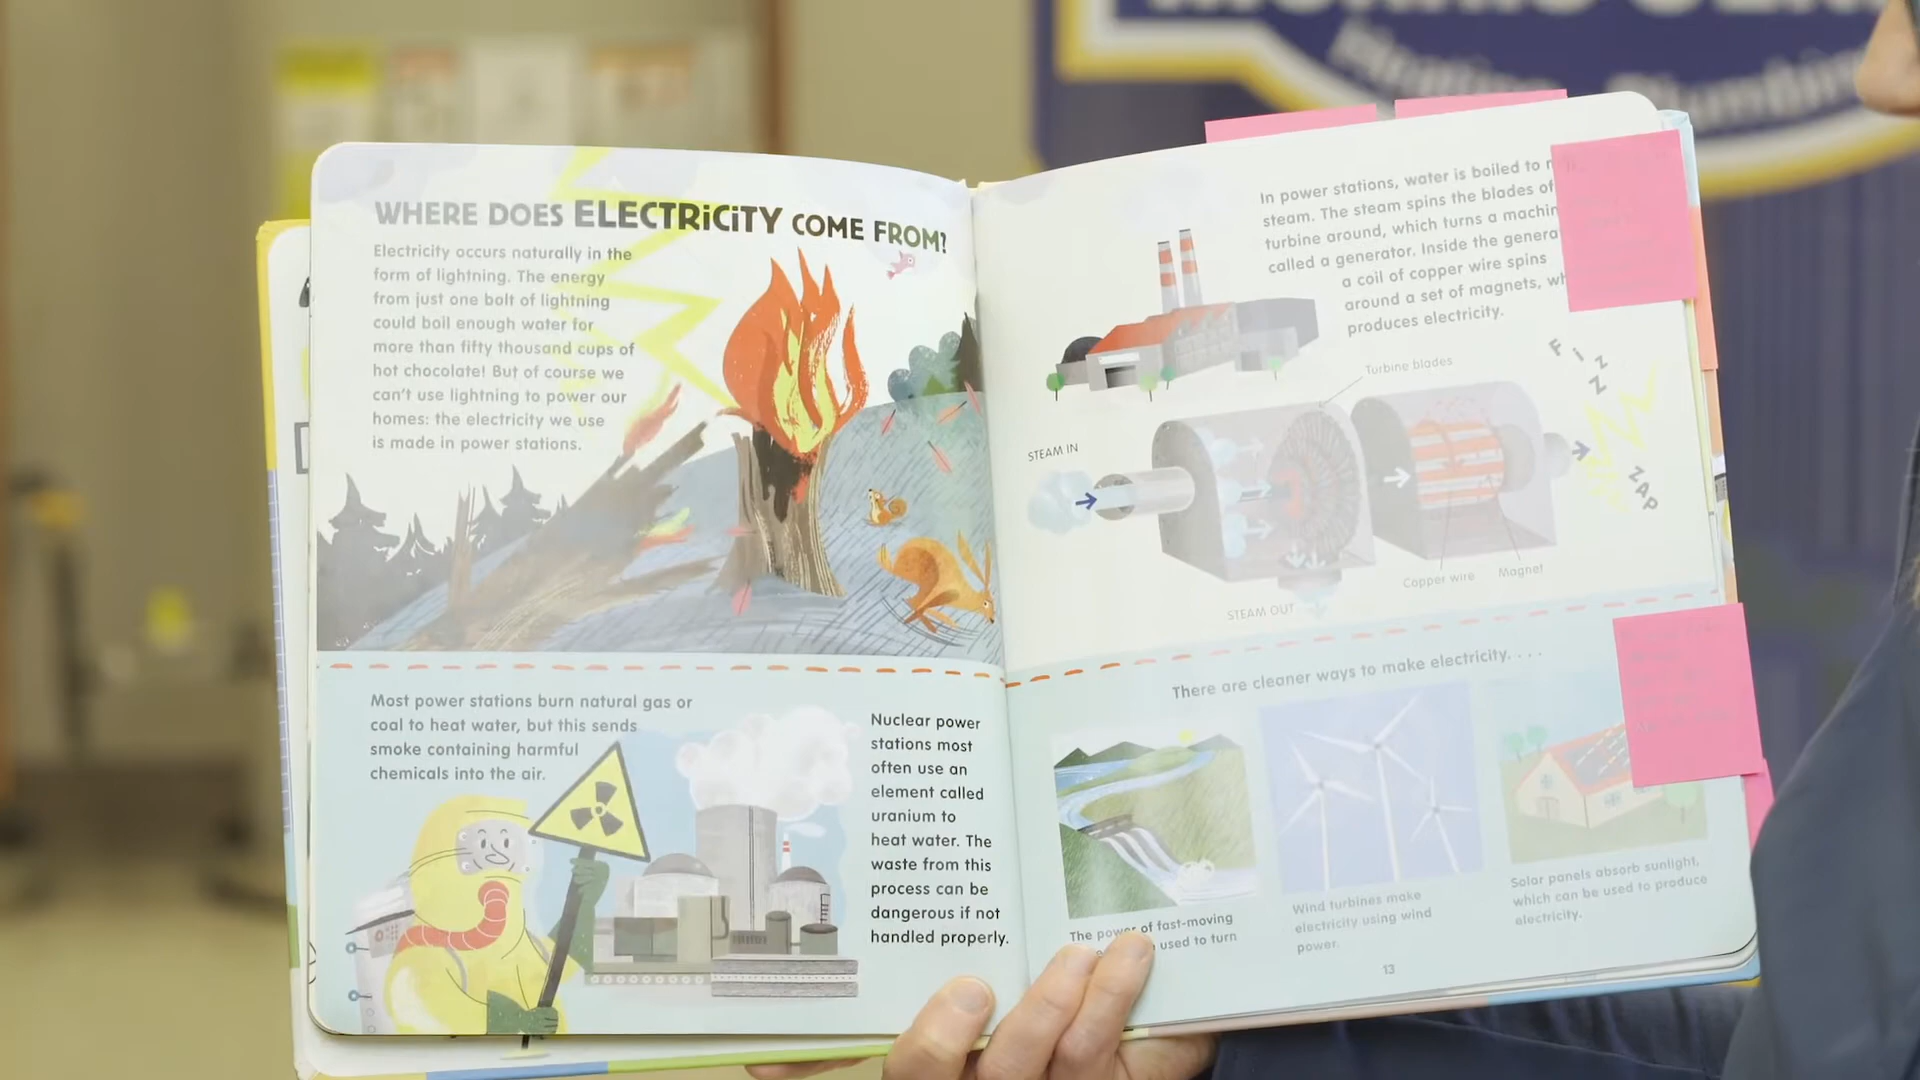 Heating Plumbing
WHERE DOES ELECTRiCiTY COME FROM?
Electricity occurs naturally in the
form of lightning. The energy
from just one bolt of lightning
could boil enough water for
more than fifty thousand cups of
hot chocolate! But of course we
can't use lightning to power our
homes: the electricity we use
is made in power stations.
Most power stations burn natural gas or
coal to heat water, but this sends
smoke containing harmful
chemicals into the air.
Nuclear power
stations most
often use an
element called
uranium to
heat water. The
waste from this
process can be
dangerous if not
handled properly.
In power stations, water is boiled to
steam. The steam spins the blades of
turbine around, which turns a machin
called a generator. Inside the genera
a coil of copper wire spins
around a set of magnets, wh
produces electricity.
Turbine blades
FIZZ
STEAM IN
ZAP
Copper wire
Magnet
STEAM OUT
There are cleaner ways to make electricity. . . .
The power of fast-moving
used to turn
Wind turbines make
electricity using wind
power.
Solar panels absorb sunlight,
which can be used to produce
electricity.
13